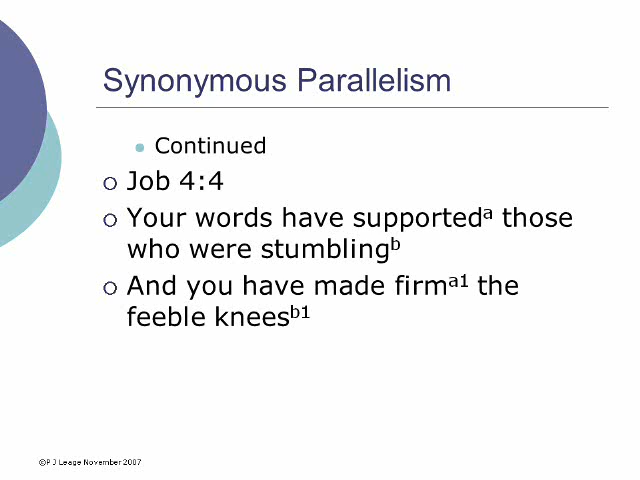 Synonymous Parallelism
Continued
Job 4:4
Your words have supportedᵃ those
who were stumblingᵇ
And you have made firmᵃ¹ the
feeble kneesᵇ¹
©P J Leage November 2007